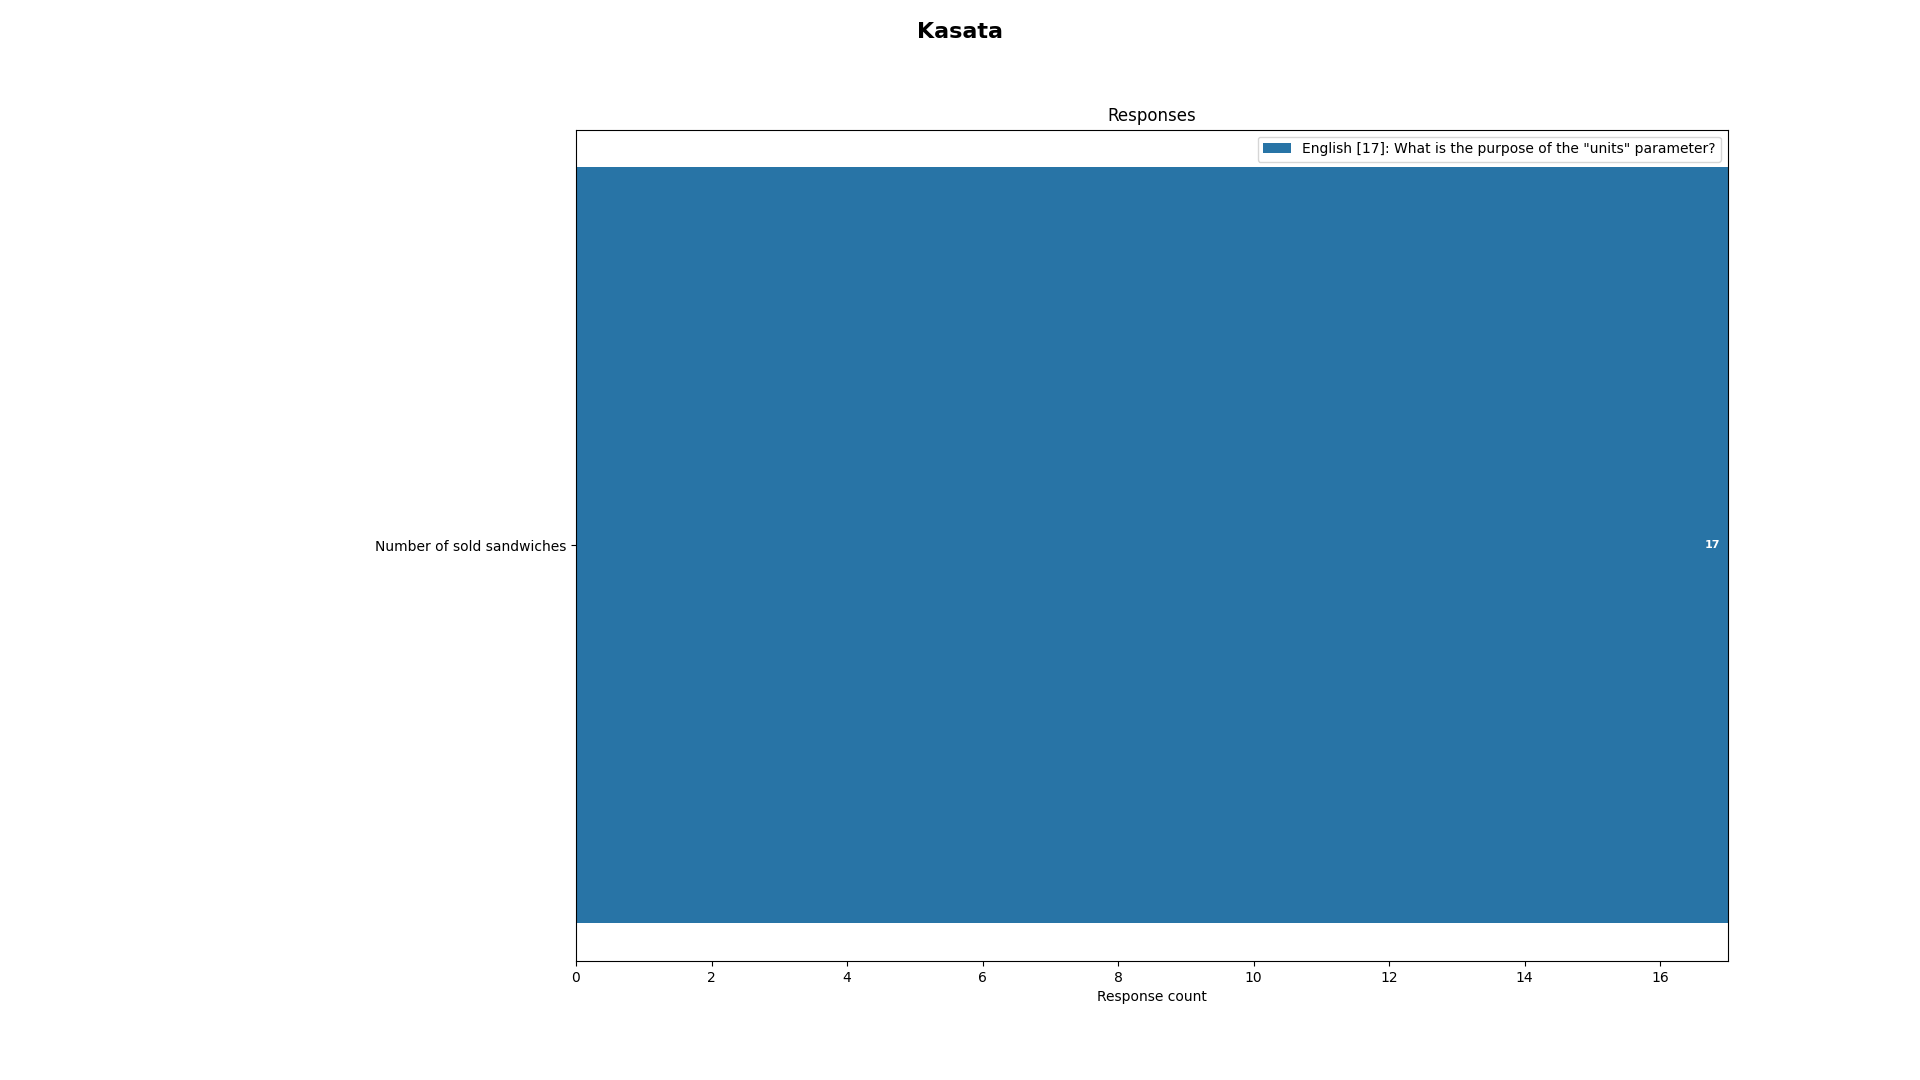 Kasata
Responses
English [17]: What is the purpose of the "units" parameter?
Number of sold sandwiches
17
0 2 4 6 8 10 12 14 16
Response count